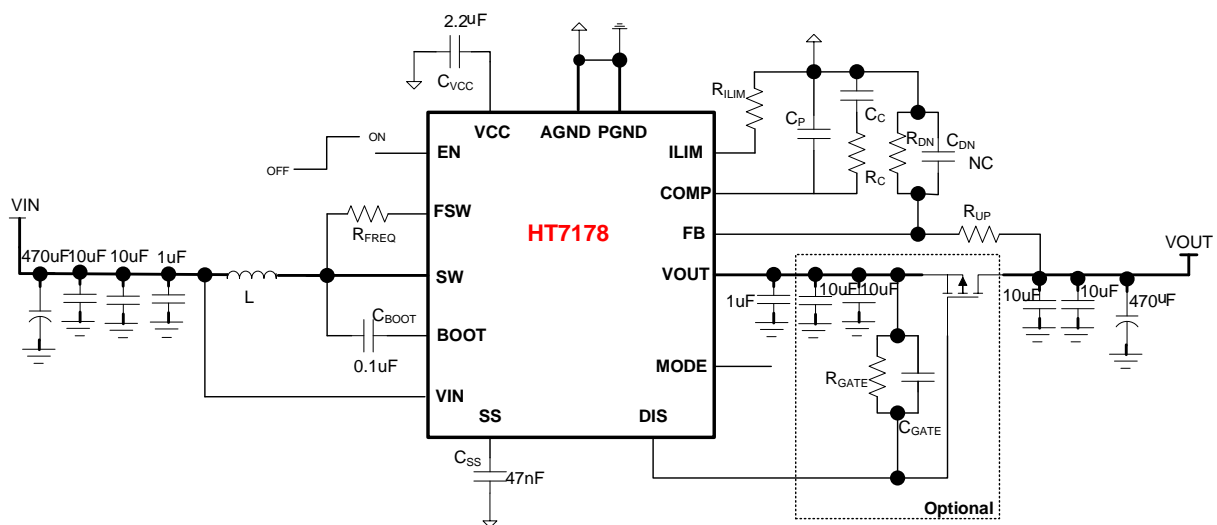 2.2uF
CVCC
VCC
AGND
PGND
RILIM
CP
CC
RC
RDN
CDN
NC
ON
OFF
EN
ILIM
COMP
FSW
RFREQ
FB
RUP
HT7178
VIN
470uF
10uF
10uF
1uF
L
SW
VOUT
VOUT
1uF
10uF
10uF
10uF
10uF
470uF
CBOOT
0.1uF
BOOT
MODE
VIN
SS
DIS
RGATE
CGATE
CSS
47nF
Optional